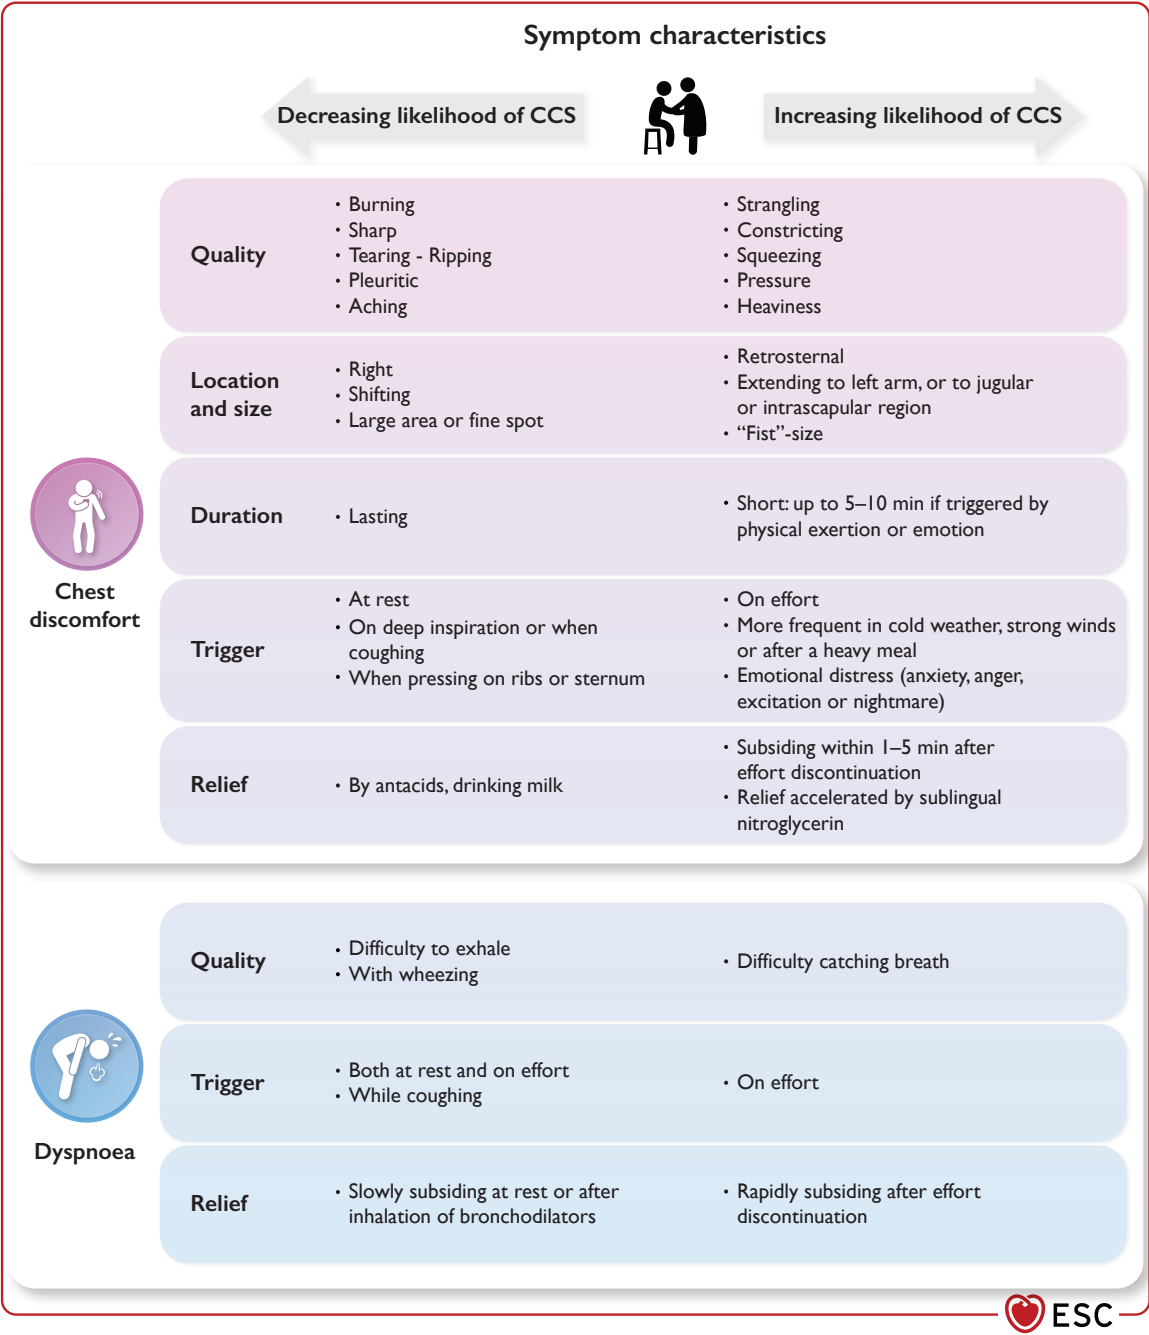 Symptom characteristics
Decreasing likelihood of CCS
Increasing likelihood of CCS
Chest
discomfort
Quality
• Burning
• Sharp
• Tearing - Ripping
• Pleuritic
• Aching
• Strangling
• Constricting
• Squeezing
• Pressure
• Heaviness
Location
and size
• Right
• Shifting
• Large area or fine spot
• Retrosternal
• Extending to left arm, or to jugular
or intrascapular region
• “Fist”-size
Duration
• Lasting
• Short: up to 5–10 min if triggered by
physical exertion or emotion
Trigger
• At rest
• On deep inspiration or when
coughing
• When pressing on ribs or sternum
• On effort
• More frequent in cold weather, strong winds
or after a heavy meal
• Emotional distress (anxiety, anger,
excitation or nightmare)
Relief
• By antacids, drinking milk
• Subsiding within 1–5 min after
effort discontinuation
• Relief accelerated by sublingual
nitroglycerin
Dyspnoea
Quality
• Difficulty to exhale
• With wheezing
• Difficulty catching breath
Trigger
• Both at rest and on effort
• While coughing
• On effort
Relief
• Slowly subsiding at rest or after
inhalation of bronchodilators
• Rapidly subsiding after effort
discontinuation
ESC